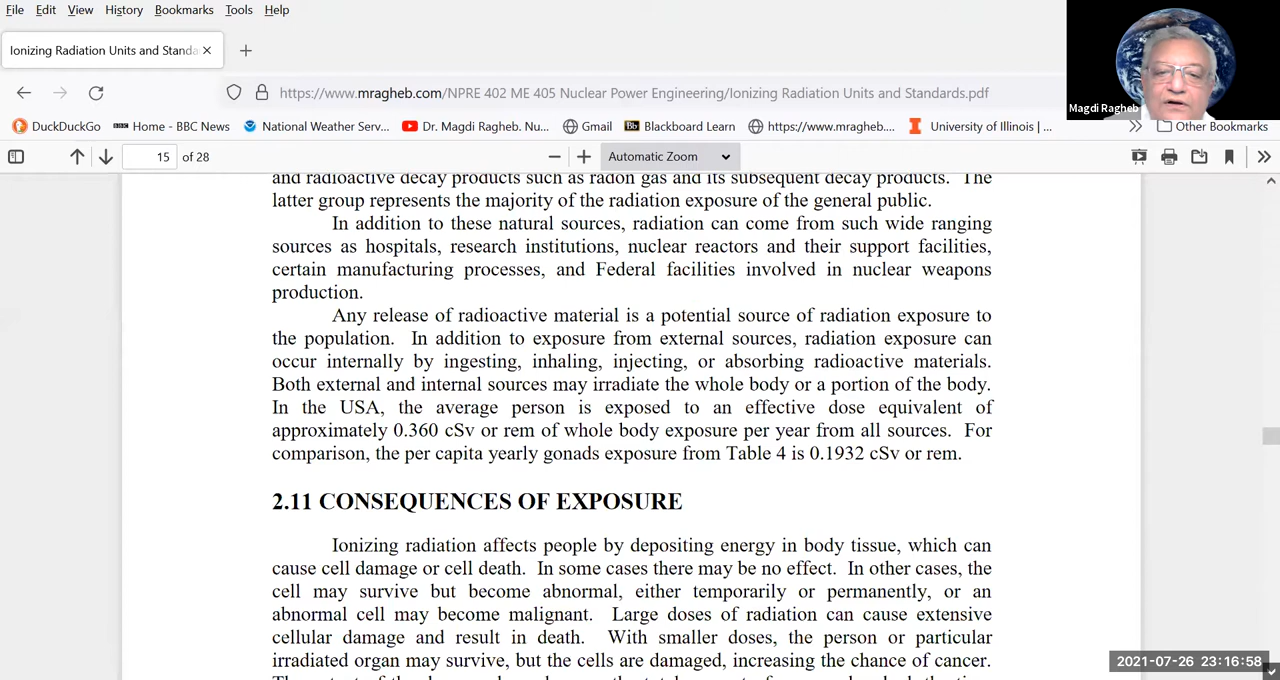 File Edit View History Bookmarks Tools Help
Ionizing Radiation Units and Standa
https://www.mragheb.com/NPRE 402 ME 405 Nuclear Power Engineering/Ionizing Radiation Units and Standards.pdf
Magdi Ragheb
DuckDuckGo BBC Home - BBC News National Weather Serv... Dr. Magdi Ragheb. Nu... Gmail Bb Blackboard Learn https://www.mragheb.... University of Illinois |... Other Bookmarks
15 of 28 Automatic Zoom
and radioactive decay products such as radon gas and its subsequent decay products. The
latter group represents the majority of the radiation exposure of the general public.
In addition to these natural sources, radiation can come from such wide ranging
sources as hospitals, research institutions, nuclear reactors and their support facilities,
certain manufacturing processes, and Federal facilities involved in nuclear weapons
production.
Any release of radioactive material is a potential source of radiation exposure to
the population. In addition to exposure from external sources, radiation exposure can
occur internally by ingesting, inhaling, injecting, or absorbing radioactive materials.
Both external and internal sources may irradiate the whole body or a portion of the body.
In the USA, the average person is exposed to an effective dose equivalent of
approximately 0.360 cSv or rem of whole body exposure per year from all sources. For
comparison, the per capita yearly gonads exposure from Table 4 is 0.1932 cSv or rem.
2.11 CONSEQUENCES OF EXPOSURE
Ionizing radiation affects people by depositing energy in body tissue, which can
cause cell damage or cell death. In some cases there may be no effect. In other cases, the
cell may survive but become abnormal, either temporarily or permanently, or an
abnormal cell may become malignant. Large doses of radiation can cause extensive
cellular damage and result in death. With smaller doses, the person or particular
irradiated organ may survive, but the cells are damaged, increasing the chance of cancer.
2021-07-26 23:16:58